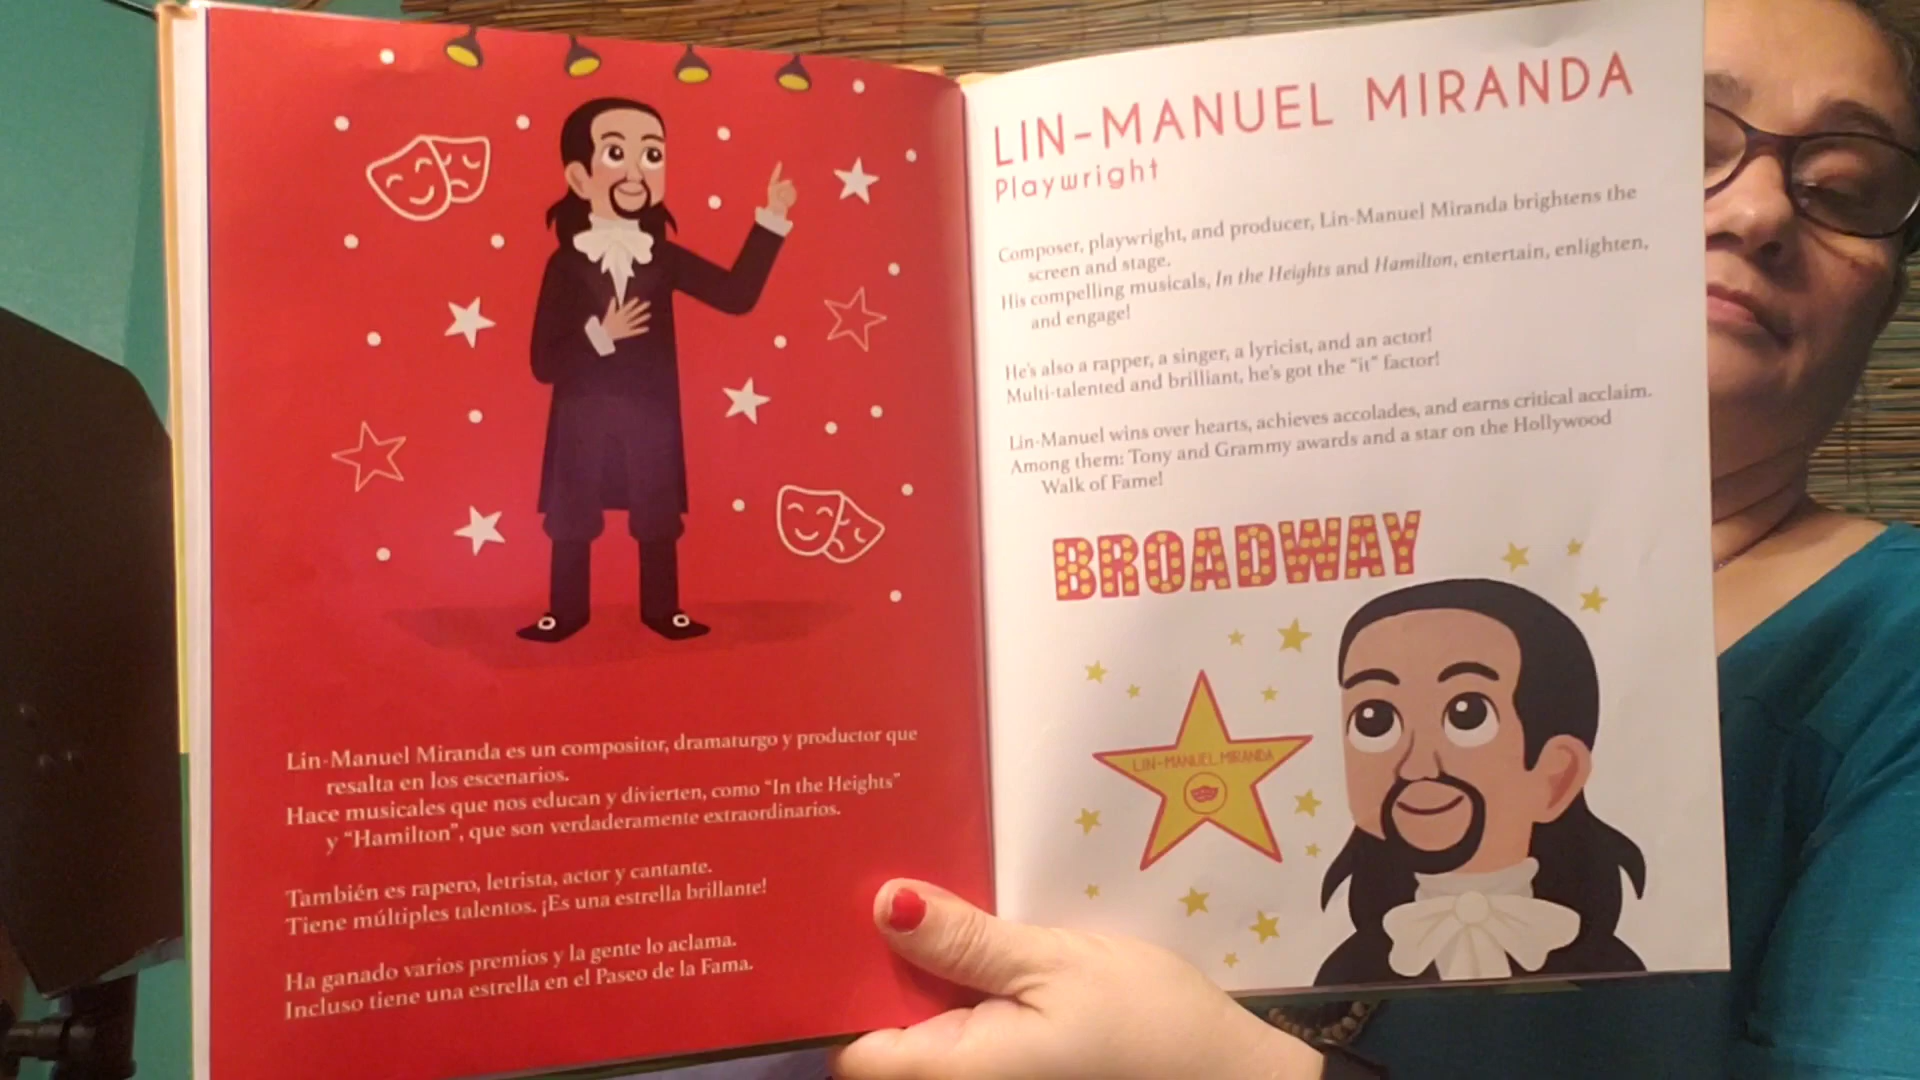 Lin-Manuel Miranda es un compositor, dramaturgo y productor que
resalta en los escenarios.
Hace musicales que nos educan y divierten, como “In the Heights”
y “Hamilton”, que son verdaderamente extraordinarios.
También es rapero, letrista, actor y cantante.
Tiene múltiples talentos. ¡Es una estrella brillante!
Ha ganado varios premios y la gente lo aclama.
Incluso tiene una estrella en el Paseo de la Fama.
LIN-MANUEL MIRANDA
Playwright
Composer, playwright, and producer, Lin-Manuel Miranda brightens the
screen and stage.
His compelling musicals, In the Heights and Hamilton, entertain, enlighten,
and engage!
He’s also a rapper, a singer, a lyricist, and an actor!
Multi-talented and brilliant, he’s got the “it” factor!
Lin-Manuel wins over hearts, achieves accolades, and earns critical acclaim.
Among them: Tony and Grammy awards and a star on the Hollywood
Walk of Fame!
BROADWAY
LIN-MANUEL MIRANDA